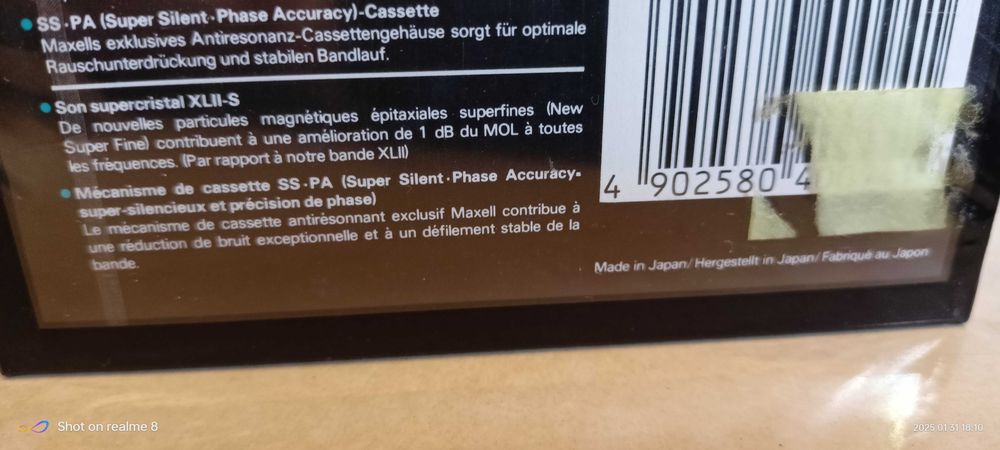 SS·PA (Super Silent·Phase Accuracy)-Cassette
Maxells exklusives Antiresonanz-Cassettengehäuse sorgt für optimale
Rauschunterdrückung und stabilen Bandlauf.
Son supercristal XLII-S
De nouvelles particules magnétiques épitaxiales superfines (New
Super Fine) contribuent à une amélioration de 1 dB du MOL à toutes
les fréquences. (Par rapport à notre bande XLII)
Mécanisme de cassette SS·PA (Super Silent·Phase Accuracy-
super-silencieux et précision de phase)
Le mécanisme de cassette antirésonnant exclusif Maxell contribue à
une réduction de bruit exceptionnelle et à un défilement stable de la
bande.
4 902580 4
Made in Japan/Hergestellt in Japan/Fabriqué au Japon
Shot on realme 8
2025.01.31 18:10